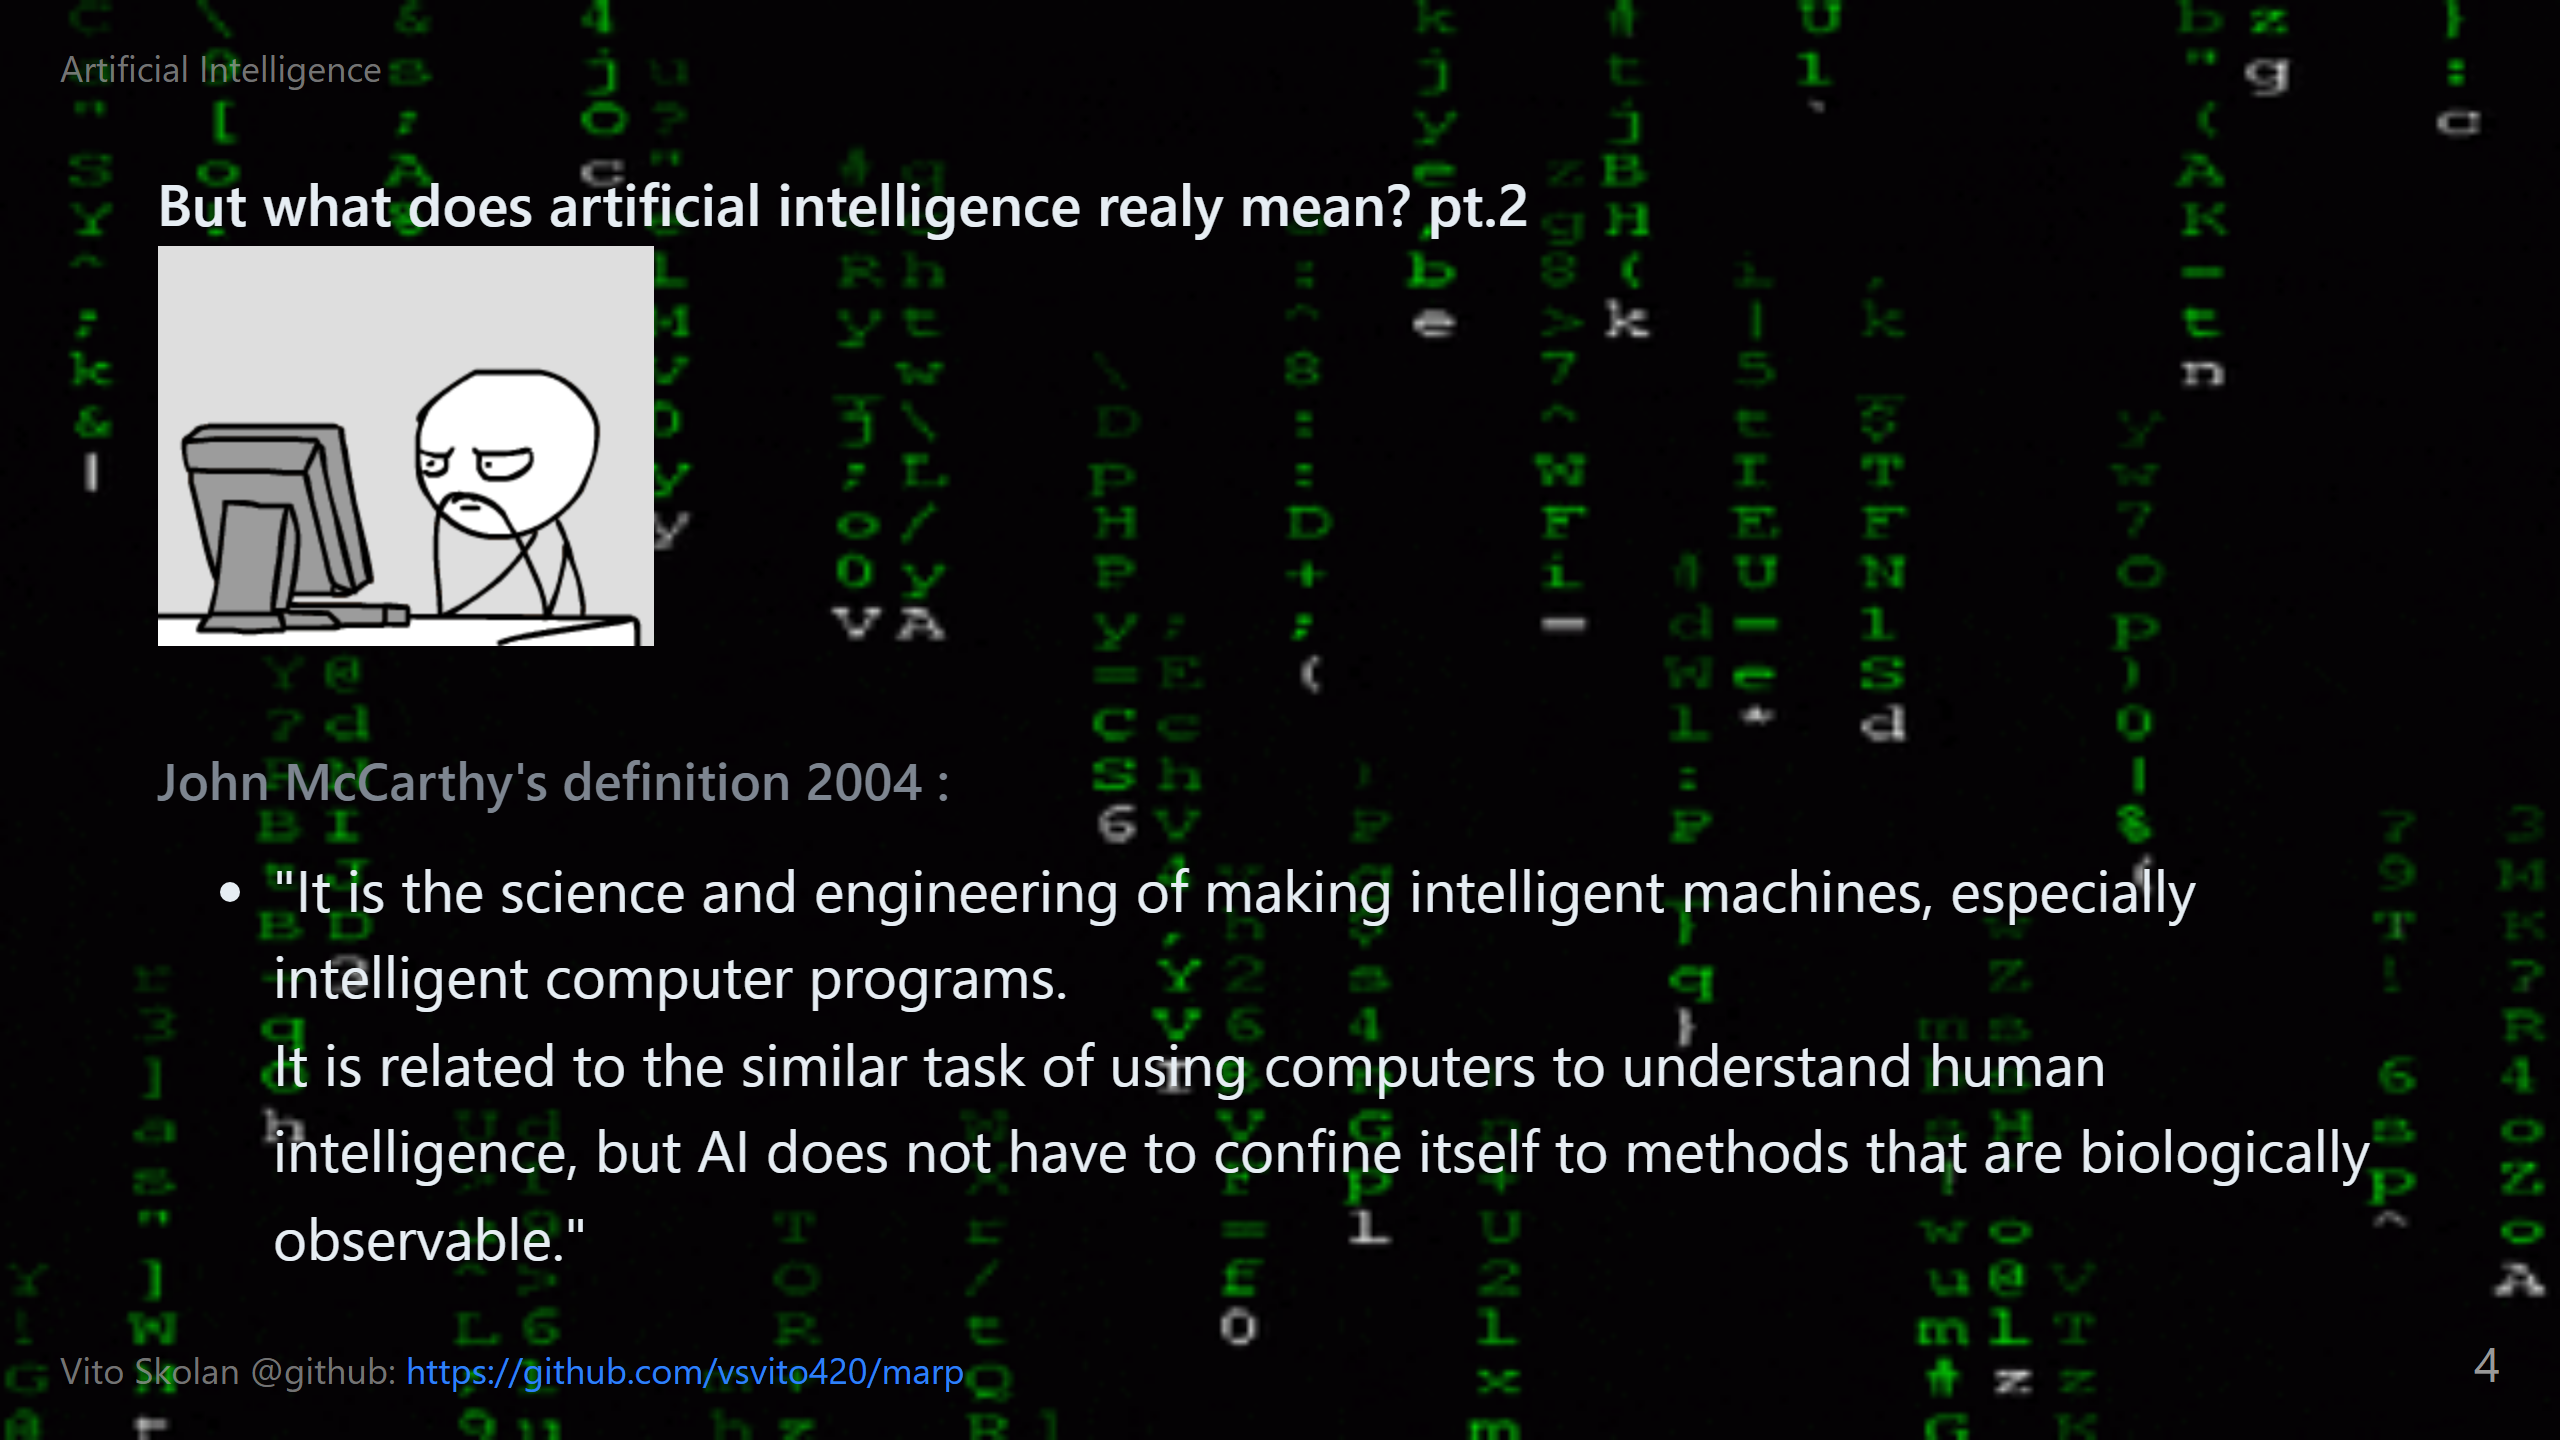 Artificial Intelligence
But what does artificial intelligence realy mean? pt.2
John McCarthy's definition 2004 :
• "It is the science and engineering of making intelligent machines, especially
intelligent computer programs.
It is related to the similar task of using computers to understand human
intelligence, but AI does not have to confine itself to methods that are biologically
observable."
Vito Skolan @github: https://github.com/vsvito420/marp
4